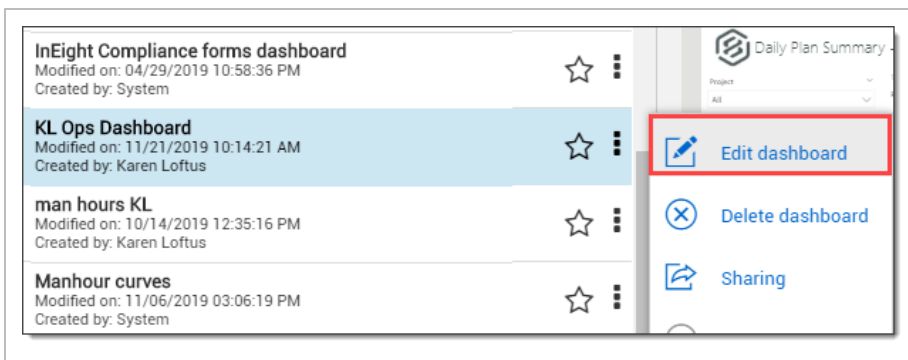 InEight Compliance forms dashboard
Modified on: 04/29/2019 10:58:36 PM
Created by: System
KL Ops Dashboard
Modified on: 11/21/2019 10:14:21 AM
Created by: Karen Loftus
man hours KL
Modified on: 10/14/2019 12:35:16 PM
Created by: Karen Loftus
Manhour curves
Modified on: 11/06/2019 03:06:19 PM
Created by: System
Daily Plan Summary -
Project
All
Edit dashboard
Delete dashboard
Sharing